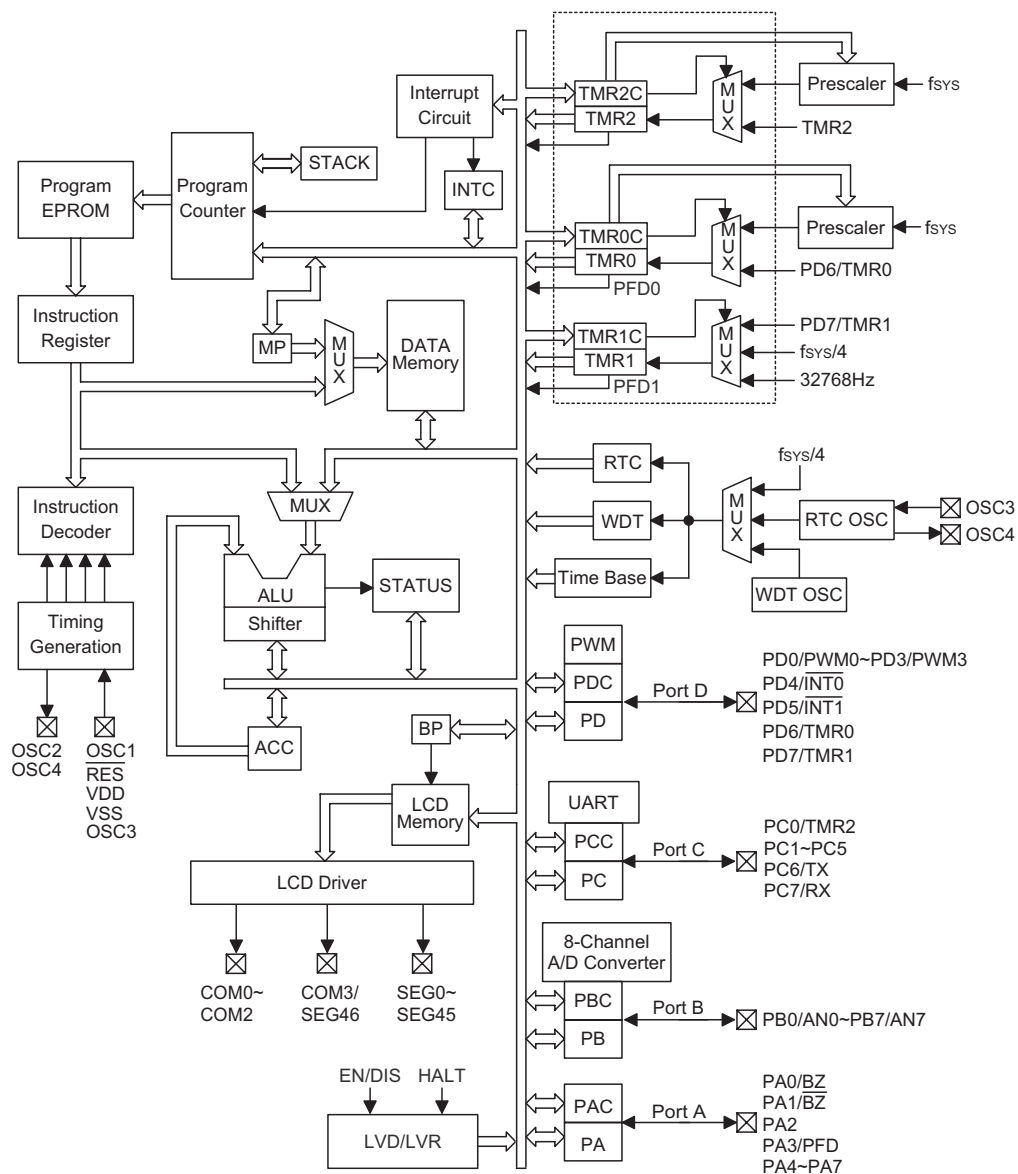 Interrupt
Circuit
TMR2C
TMR2
MUX
Prescaler
fSYS
TMR2
Program
EPROM
Program
Counter
STACK
INTC
TMR0C
TMR0
PFD0
MUX
Prescaler
fSYS
PD6/TMR0
Instruction
Register
MP
MUX
DATA
Memory
TMR1C
TMR1
PFD1
MUX
PD7/TMR1
fSYS/4
32768Hz
Instruction
Decoder
MUX
RTC
WDT
Time Base
MUX
fSYS/4
RTC OSC
OSC3
OSC4
WDT OSC
Timing
Generation
ALU
Shifter
STATUS
OSC2
OSC4
OSC1
RES
VDD
VSS
OSC3
ACC
BP
LCD
Memory
PWM
PDC
PD
Port D
PD0/PWM0~PD3/PWM3
PD4/INT0
PD5/INT1
PD6/TMR0
PD7/TMR1
UART
PCC
PC
Port C
PC0/TMR2
PC1~PC5
PC6/TX
PC7/RX
LCD Driver
COM0~
COM2
COM3/
SEG46
SEG0~
SEG45
8-Channel
A/D Converter
PBC
PB
Port B
PB0/AN0~PB7/AN7
EN/DIS
HALT
LVD/LVR
PAC
PA
Port A
PA0/BZ
PA1/BZ
PA2
PA3/PFD
PA4~PA7